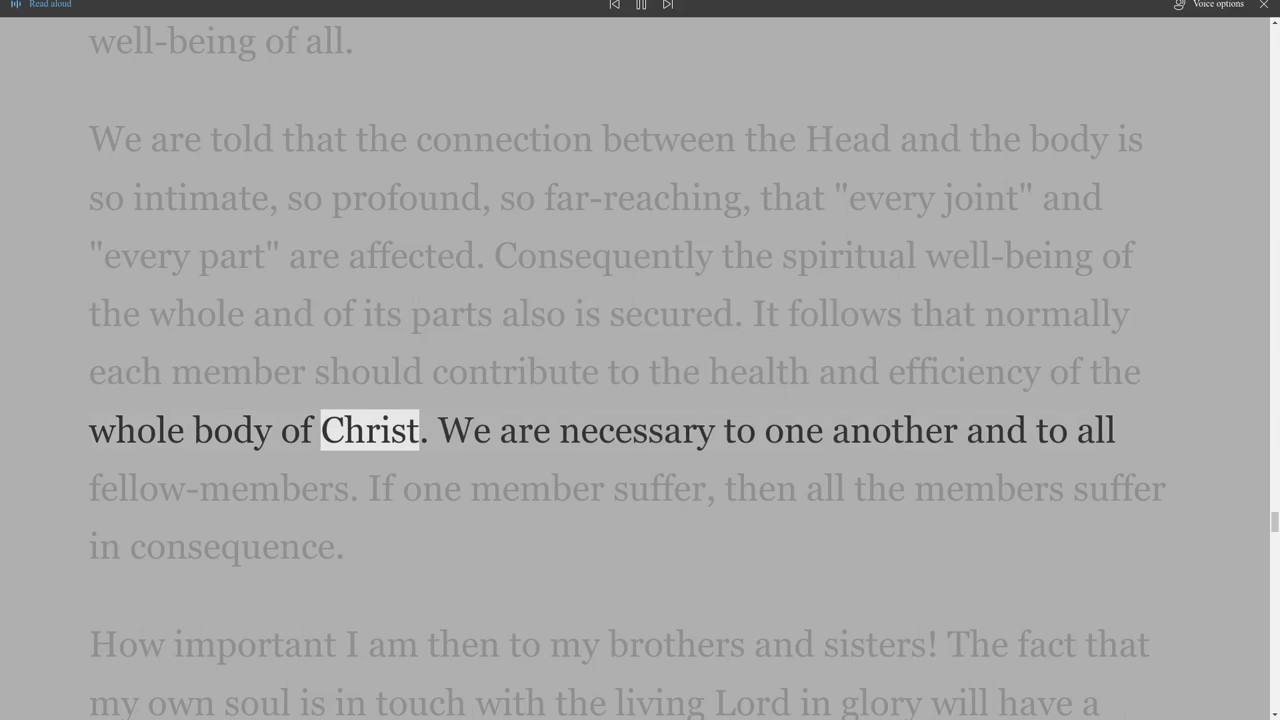 Read aloud
Voice options
well-being of all.
We are told that the connection between the Head and the body is
so intimate, so profound, so far-reaching, that "every joint" and
"every part" are affected. Consequently the spiritual well-being of
the whole and of its parts also is secured. It follows that normally
each member should contribute to the health and efficiency of the
whole body of Christ. We are necessary to one another and to all
fellow-members. If one member suffer, then all the members suffer
in consequence.
How important I am then to my brothers and sisters! The fact that
my own soul is in touch with the living Lord in glory will have a